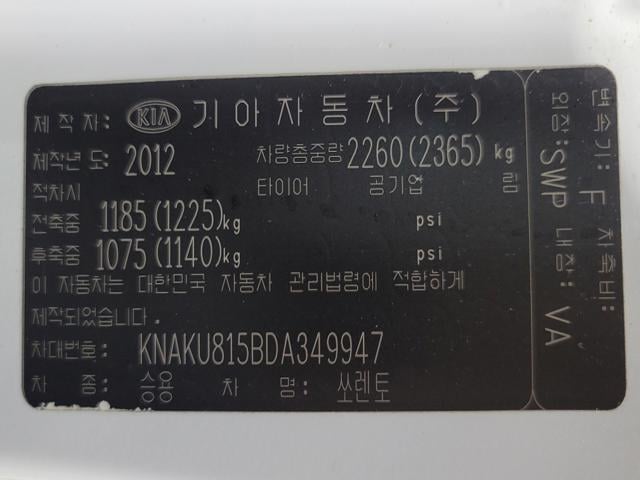 제 작 자: KIA 기아자동차(주)
제작년도: 2012 차량총중량 2260(2365)kg
적차시 타이어 공기압 림
전축중 1185(1225)kg psi
후축중 1075(1140)kg psi
이 자동차는 대한민국 자동차 관리법령에 적합하게
제작되었습니다.
차대번호: KNAKU815BDA349947
차 종: 승용 차 명: 쏘렌토
변속기: F 차축비:
외장:SWP 내장: VA